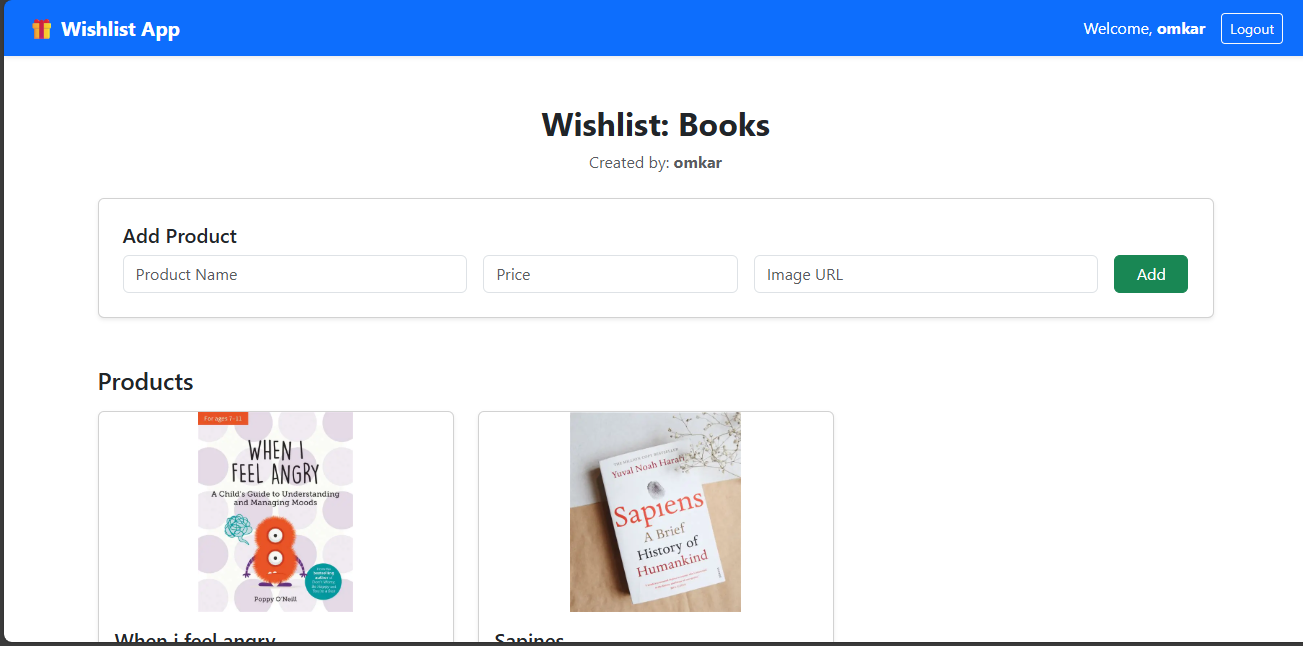 Wishlist App
Welcome, omkar
Logout
Wishlist: Books
Created by: omkar
Add Product
Product Name
Price
Image URL
Add
Products
For ages 7-11
WHEN I
FEEL ANGRY
A Child's Guide to Understanding
and Managing Moods
Poppy O'Neill
Yuval Noah Harari
Sapiens
A Brief
History of
Humankind
When i feel angry
Sapines